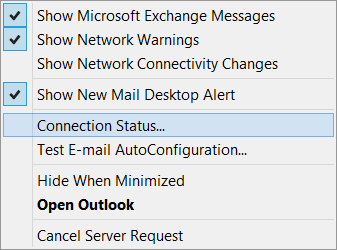 Show Microsoft Exchange Messages
Show Network Warnings
Show Network Connectivity Changes
Show New Mail Desktop Alert
Connection Status...
Test E-mail AutoConfiguration...
Hide When Minimized
Open Outlook
Cancel Server Request